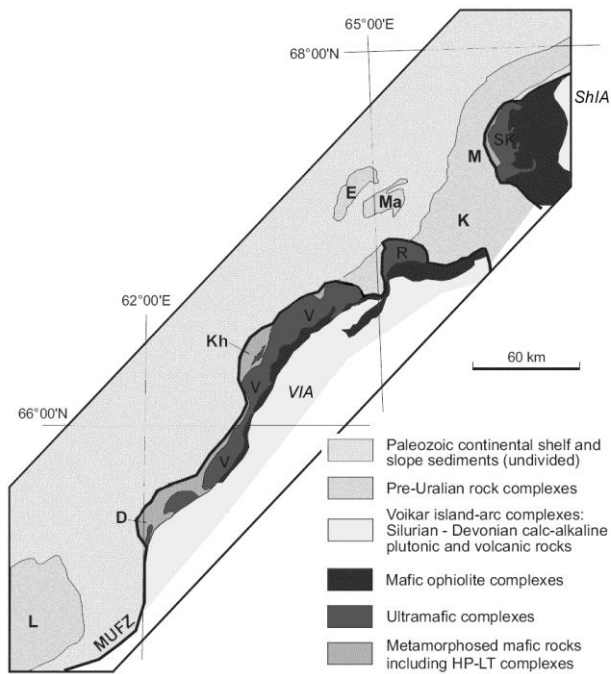 65°00'E
68°00'N
ShIA
SK
M
E
Ma
K
R
62°00'E
V
Kh
60 km
V
VIA
66°00'N
V
Paleozoic continental shelf and
slope sediments (undivided)
Pre-Uralian rock complexes
D
Voikar island-arc complexes:
Silurian - Devonian calc-alkaline
plutonic and volcanic rocks
Mafic ophiolite complexes
L
MUFZ
Ultramafic complexes
Metamorphosed mafic rocks
including HP-LT complexes